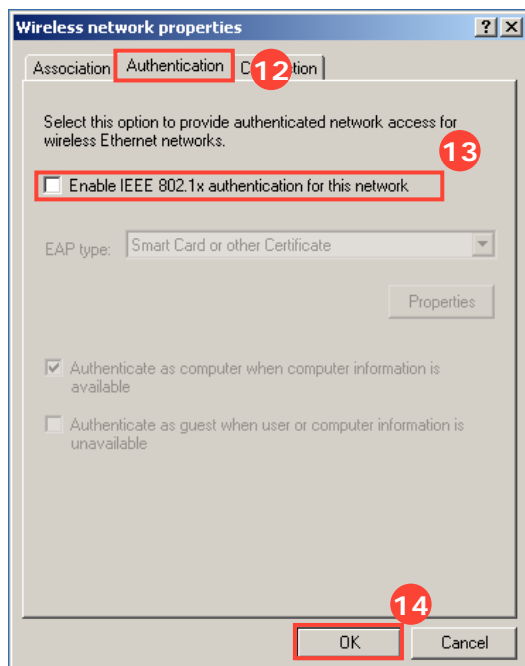 Wireless network properties
Association
Authentication
12
Select this option to provide authenticated network access for
wireless Ethernet networks.
13
Enable IEEE 802.1x authentication for this network
EAP type:
Smart Card or other Certificate
Properties
Authenticate as computer when computer information is
available
Authenticate as guest when user or computer information is
unavailable
14
OK
Cancel